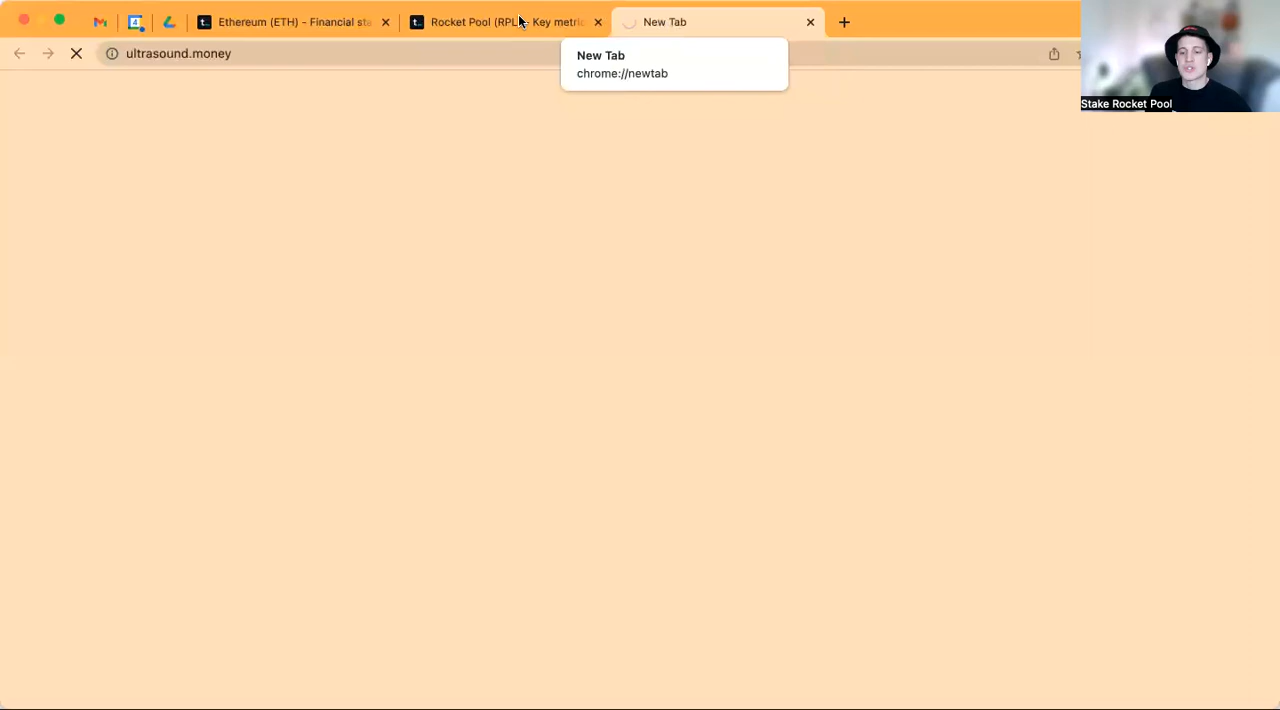 Ethereum (ETH) - Financial sta
Rocket Pool (RPL) - Key metric
New Tab
ultrasound.money
New Tab
chrome://newtab
4
Stake Rocket Pool